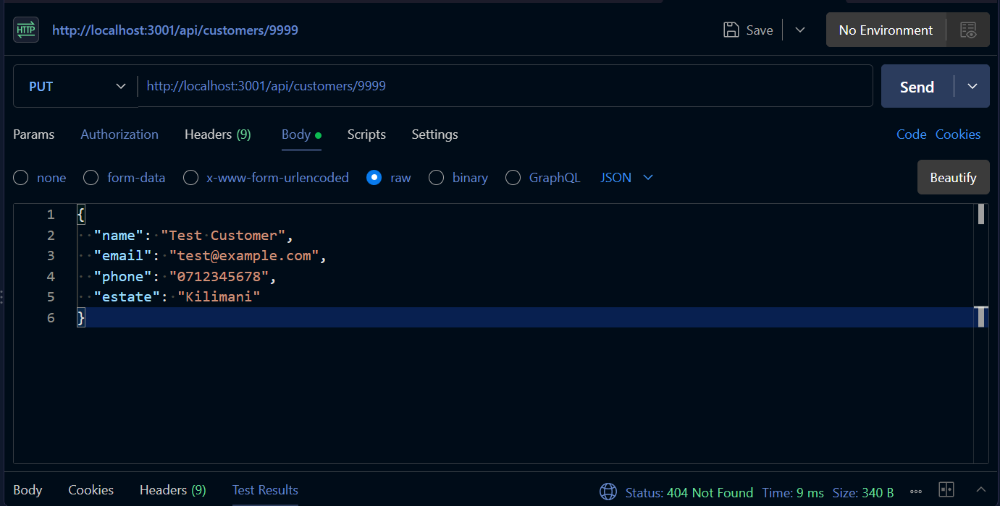 HTTP http://localhost:3001/api/customers/9999 Save No Environment
PUT http://localhost:3001/api/customers/9999 Send
Params Authorization Headers (9) Body Scripts Settings Code Cookies
none form-data x-www-form-urlencoded raw binary GraphQL JSON Beautify
1 {
2 "name": "Test Customer",
3 "email": "test@example.com",
4 "phone": "0712345678",
5 "estate": "Kilimani"
6 }
Body Cookies Headers (9) Test Results Status: 404 Not Found Time: 9 ms Size: 340 B